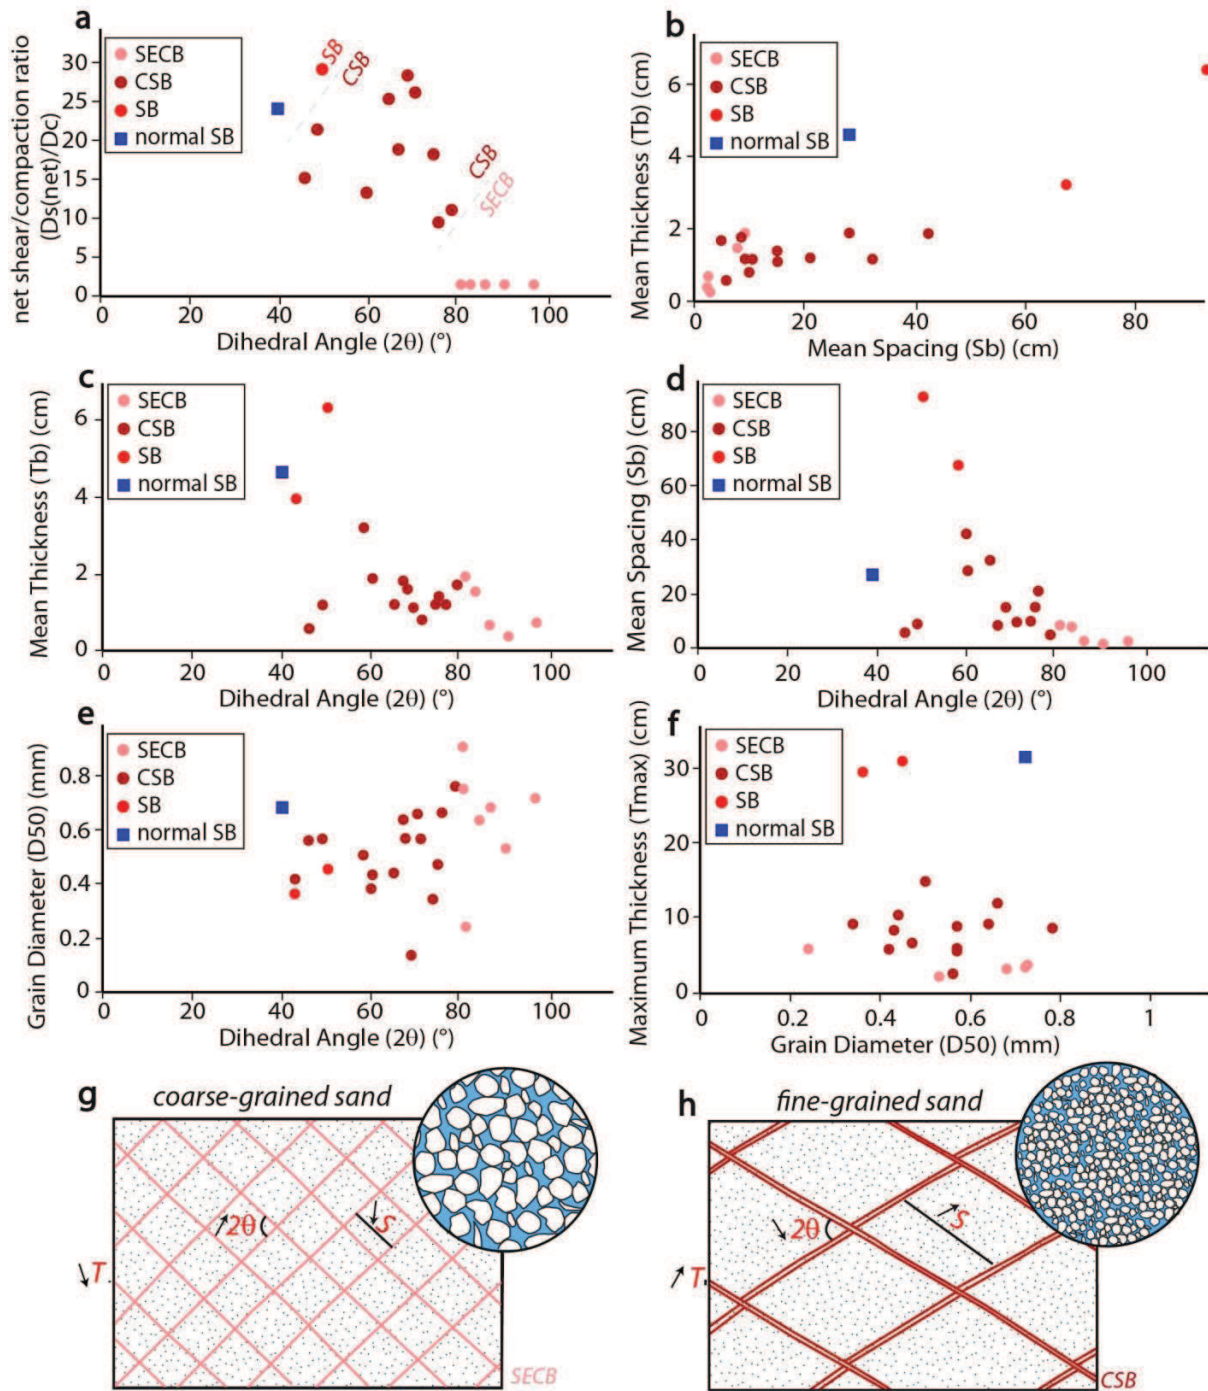 a
net shear/compaction ratio
(Ds(net)/Dc)
30
25
20
15
10
5
0
SECB
CSB
SB
normal SB
SB
CSB
CSB
SECB
0 20 40 60 80 100
Dihedral Angle (2θ) (°)
b
Mean Thickness (Tb) (cm)
6
4
2
0
SECB
CSB
SB
normal SB
0 20 40 60 80
Mean Spacing (Sb) (cm)
c
Mean Thickness (Tb) (cm)
6
4
2
0
SECB
CSB
SB
normal SB
0 20 40 60 80 100
Dihedral Angle (2θ) (°)
d
Mean Spacing (Sb) (cm)
80
60
40
20
0
SECB
CSB
SB
normal SB
0 20 40 60 80 100
Dihedral Angle (2θ) (°)
e
Grain Diameter (D50) (mm)
0.8
0.6
0.4
0.2
0
SECB
CSB
SB
normal SB
0 20 40 60 80 100
Dihedral Angle (2θ) (°)
f
Maximum Thickness (Tmax) (cm)
30
20
10
0
SECB
CSB
SB
normal SB
0 0.2 0.4 0.6 0.8 1
Grain Diameter (D50) (mm)
g
coarse-grained sand
2θ
S
T
SECB
h
fine-grained sand
2θ
S
T
CSB